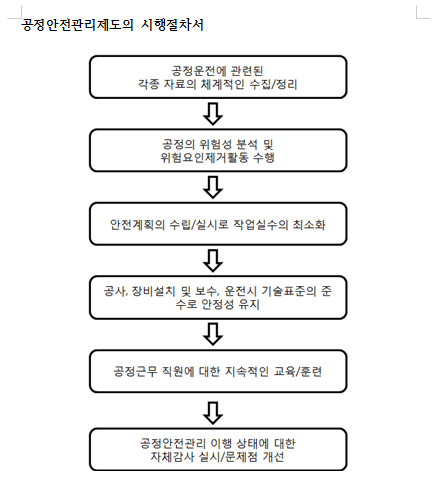 공정안전관리제도의 시행절차서
공정운전에 관련된
각종 자료의 체계적인 수집/정리
공정의 위험성 분석 및
위험요인제거활동 수행
안전계획의 수립/실시로 작업실수의 최소화
공사, 장비설치 및 보수, 운전시 기술표준의 준
수로 안정성 유지
공정근무 직원에 대한 지속적인 교육/훈련
공정안전관리 이행 상태에 대한
자체감사 실시/문제점 개선